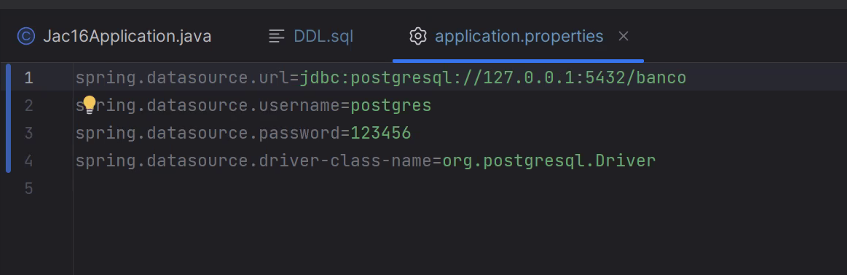 Jac16Application.java DDL.sql application.properties
1 spring.datasource.url=jdbc:postgresql://127.0.0.1:5432/banco
2 spring.datasource.username=postgres
3 spring.datasource.password=123456
4 spring.datasource.driver-class-name=org.postgresql.Driver
5